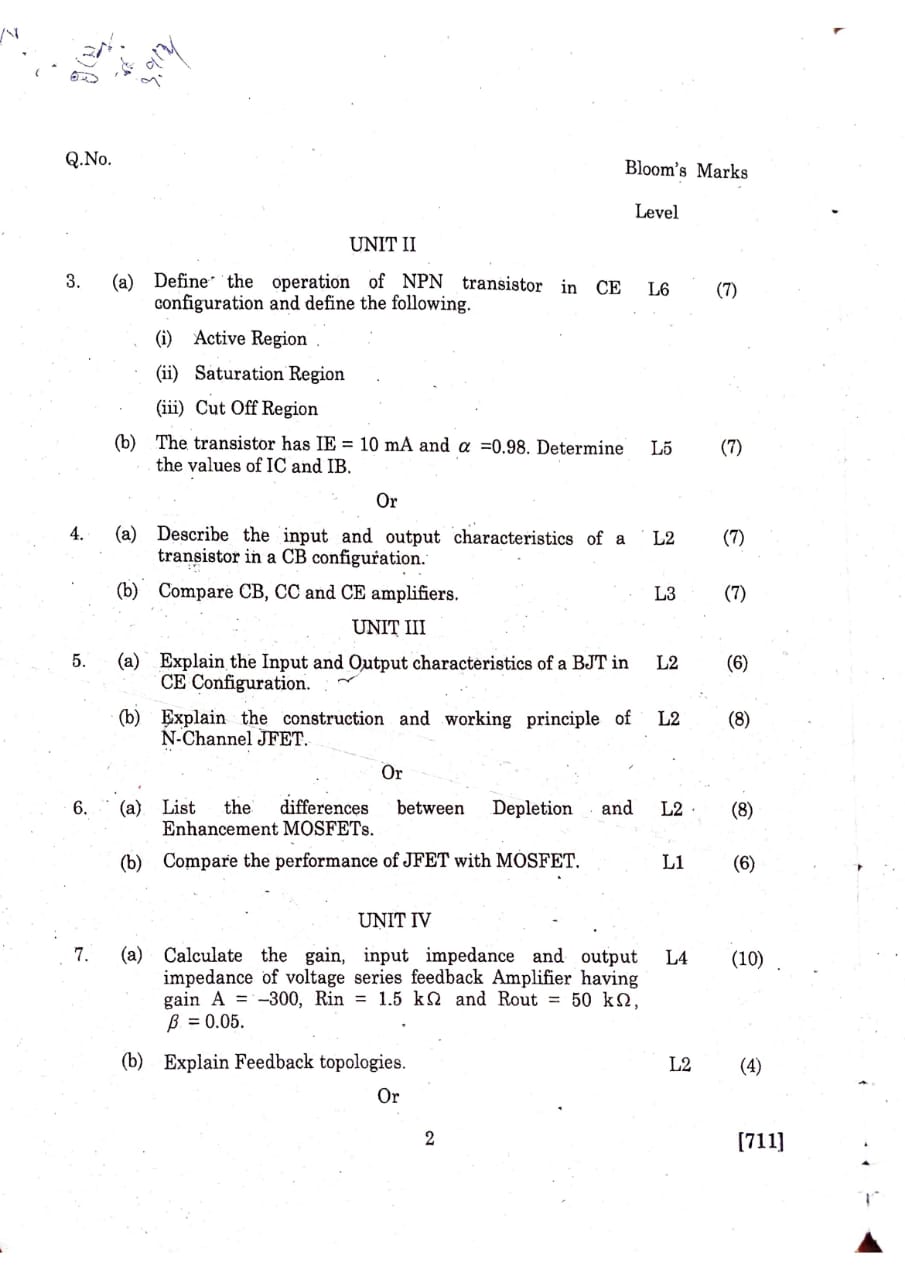 Q.No.
Bloom's Marks
Level
UNIT II
3. (a) Define the operation of NPN transistor in CE L6 (7)
configuration and define the following.
(i) Active Region
(ii) Saturation Region
(iii) Cut Off Region
(b) The transistor has IE = 10 mA and α =0.98. Determine L5 (7)
the values of IC and IB.
Or
4. (a) Describe the input and output characteristics of a L2 (7)
transistor in a CB configuration.
(b) Compare CB, CC and CE amplifiers. L3 (7)
UNIT III
5. (a) Explain the Input and Output characteristics of a BJT in L2 (6)
CE Configuration.
(b) Explain the construction and working principle of L2 (8)
N-Channel JFET.
Or
6. (a) List the differences between Depletion and L2 (8)
Enhancement MOSFETs.
(b) Compare the performance of JFET with MOSFET. L1 (6)
UNIT IV
7. (a) Calculate the gain, input impedance and output L4 (10)
impedance of voltage series feedback Amplifier having
gain A = –300, Rin = 1.5 kΩ and Rout = 50 kΩ,
β = 0.05.
(b) Explain Feedback topologies. L2 (4)
Or
2 [711]